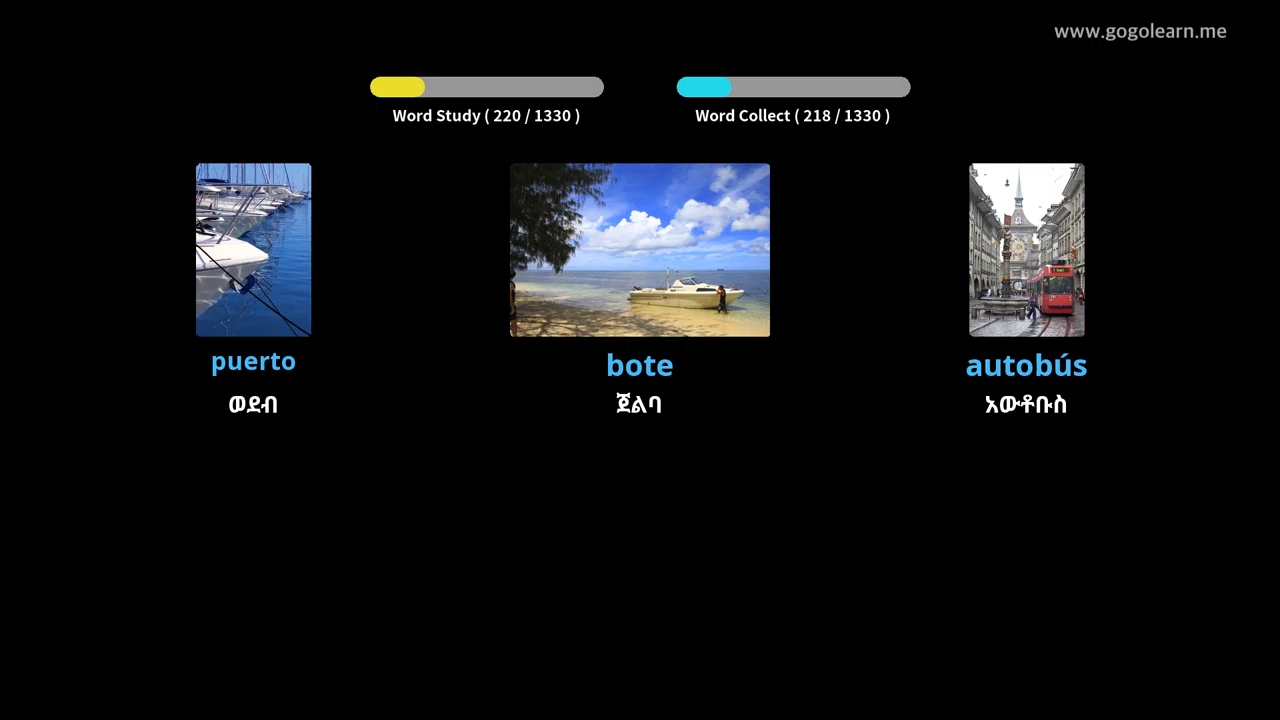 www.gogolearn.me
Word Study ( 220 / 1330 )
Word Collect ( 218 / 1330 )
puerto
bote
autobús
ወደብ
ጀልባ
አውቶቡስ